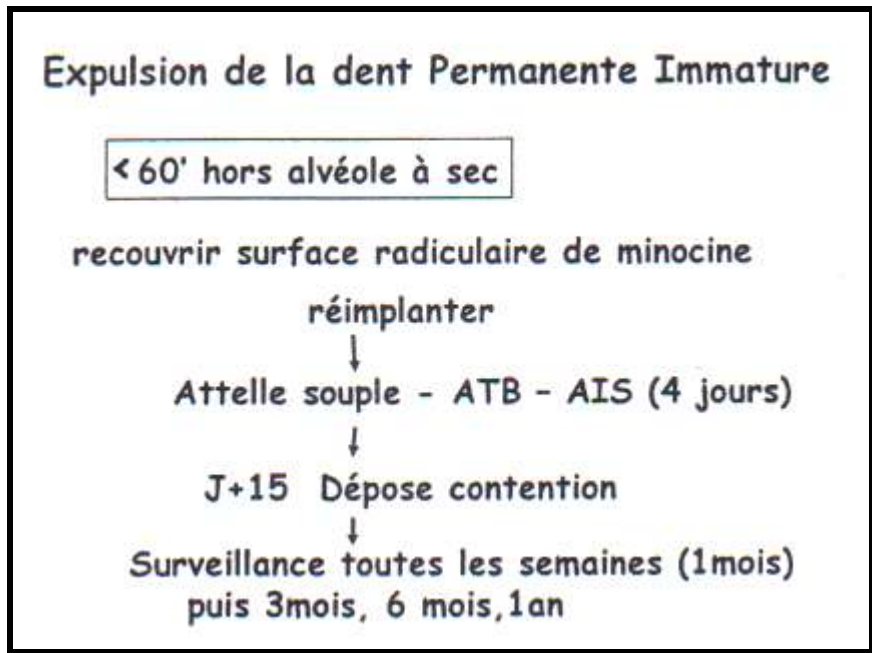 Expulsion de la dent Permanente Immature
< 60' hors alvéole à sec
recouvrir surface radiculaire de minocine
réimplanter
Attelle souple - ATB - AIS (4 jours)
J+15 Dépose contention
Surveillance toutes les semaines (1mois)
puis 3mois, 6 mois,1an